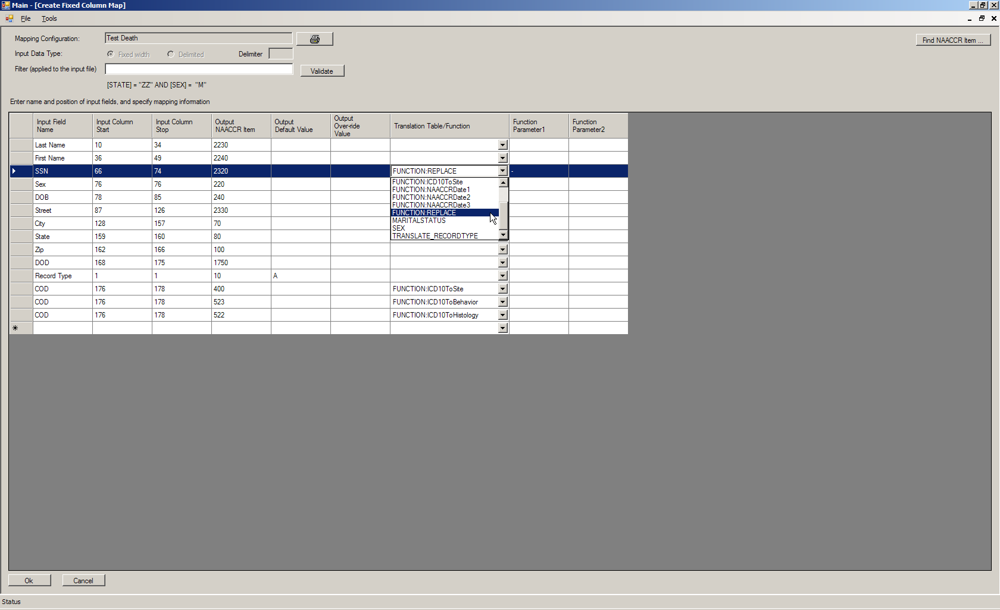 Main - [Create Fixed Column Map]
File Tools
Mapping Configuration: Test Death
Find NAACCR Item ...
Input Data Type: Fixed width Delimited Delimiter
Filter (applied to the input file) Validate
[STATE] = "ZZ" AND [SEX] = "M"
Enter name and position of input fields, and specify mapping information
Input Field Name Input Column Start Input Column Stop Output NAACCR Item Output Default Value Output Over-ride Value Translation Table/Function Function Parameter1 Function Parameter2
Last Name 10 34 2230
First Name 36 49 2240
SSN 66 74 2320 FUNCTION:REPLACE -
Sex 76 76 220
DOB 78 85 240
Street 87 126 2330
City 128 157 70
State 159 160 80
FUNCTION:ICD10ToSite
FUNCTION:NAACCRDate1
FUNCTION:NAACCRDate2
FUNCTION:NAACCRDate3
FUNCTION:REPLACE
MARITALSTATUS
SEX
TRANSLATE_RECORDTYPE
Zip 162 166 100
DOD 168 175 1750
Record Type 1 1 10 A
COD 176 178 400 FUNCTION:ICD10ToSite
COD 176 178 523 FUNCTION:ICD10ToBehavior
COD 176 178 522 FUNCTION:ICD10ToHistology
Ok Cancel
Status